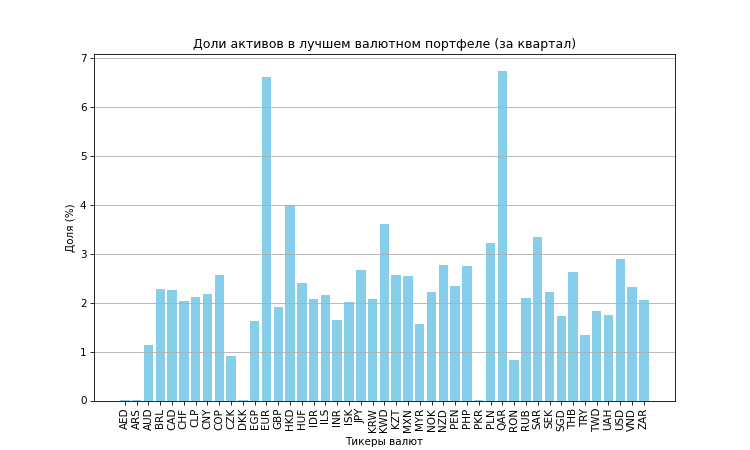 Доли активов в лучшем валютном портфеле (за квартал)
Доля (%)
7
6
5
4
3
2
1
0
AED ARS AUD BRL CAD CHF CLP CNY COP CZK DKK EGP EUR GBP HKD HUF IDR ILS INR ISK JPY KRW KWD KZT MXN MYR NOK NZD PEN PHP PKR PLN QAR RON RUB SAR SEK SGD THB TRY TWD UAH USD VND ZAR
Тикеры валют